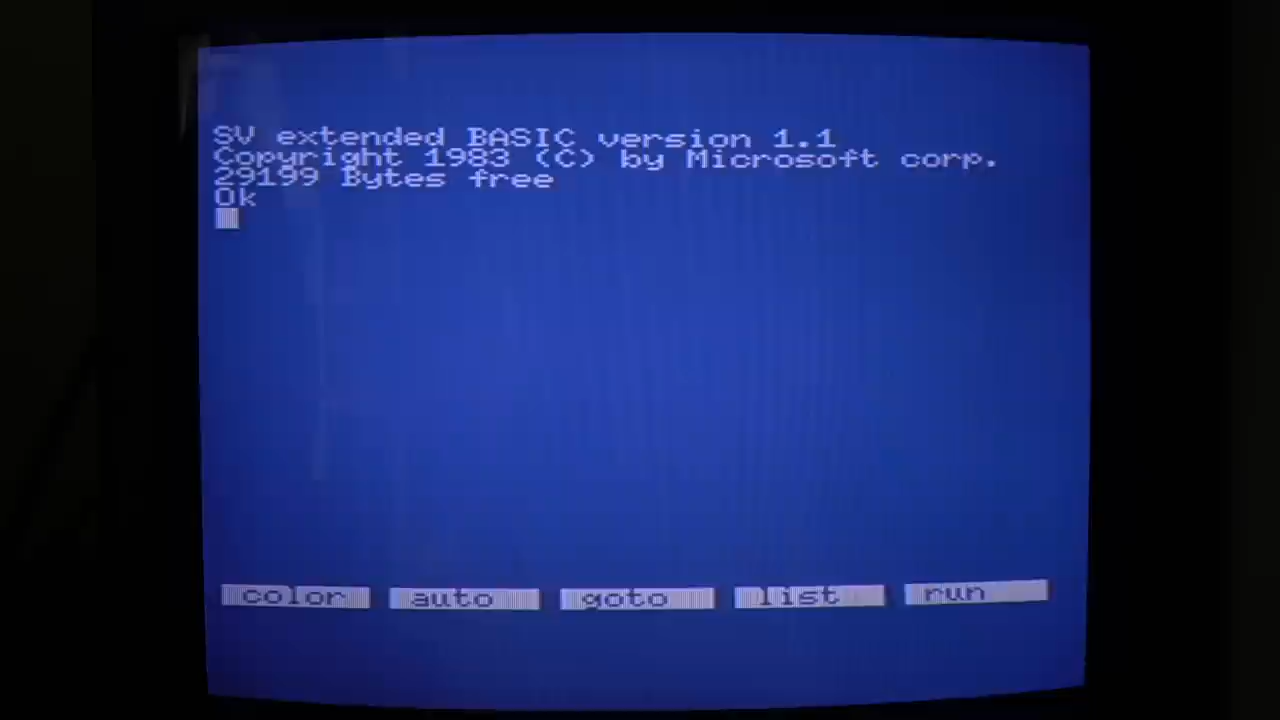 SV extended BASIC version 1.1
Copyright 1983 (C) by Microsoft corp.
29199 Bytes free
Ok
color auto goto list run